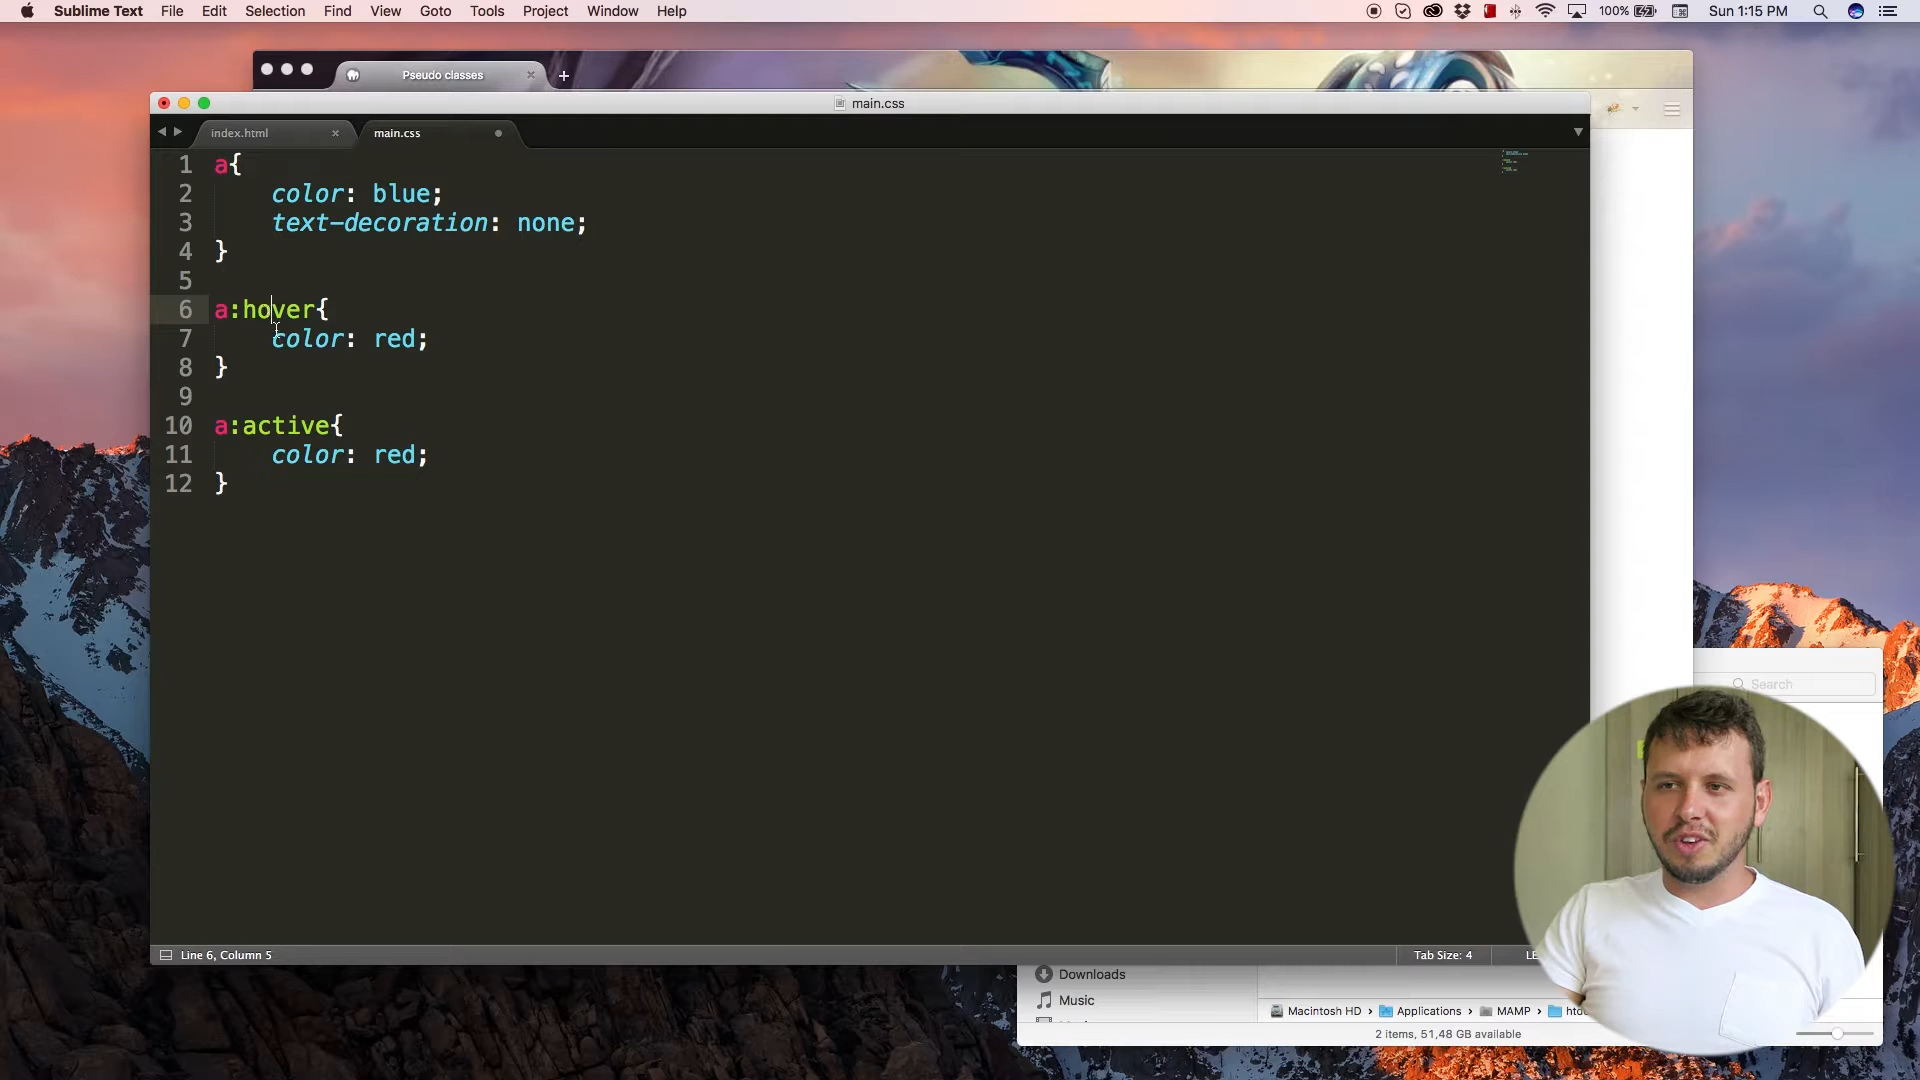 Sublime Text File Edit Selection Find View Goto Tools Project Window Help 100% Sun 1:15 PM
Pseudo classes
main.css
index.html main.css
1 a{
2 color: blue;
3 text-decoration: none;
4 }
5
6 a:hover{
7 color: red;
8 }
9
10 a:active{
11 color: red;
12 }
Search
Line 6, Column 5 Tab Size: 4
Downloads
Music
Macintosh HD › Applications › MAMP ›
2 items, 51,48 GB available